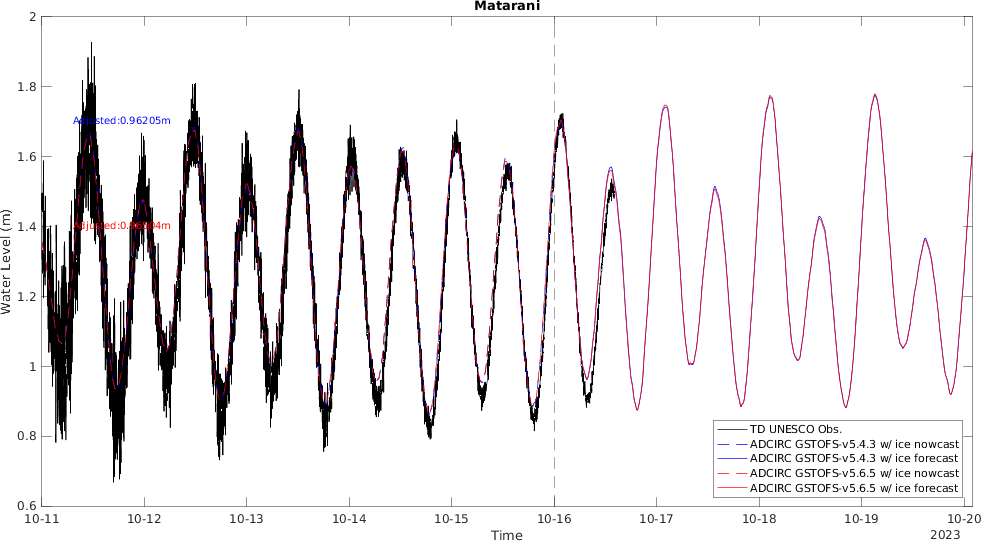 Matarani
Water Level (m)
2
1.8
1.6
1.4
1.2
1
0.8
0.6
Adjusted:0.96205m
10-11
10-12
10-13
10-14
10-15
10-16
10-17
10-18
10-19
10-20
Time
2023
TD UNESCO Obs.
ADCIRC GSTOFS-v5.4.3 w/ ice nowcast
ADCIRC GSTOFS-v5.4.3 w/ ice forecast
ADCIRC GSTOFS-v5.6.5 w/ ice nowcast
ADCIRC GSTOFS-v5.6.5 w/ ice forecast